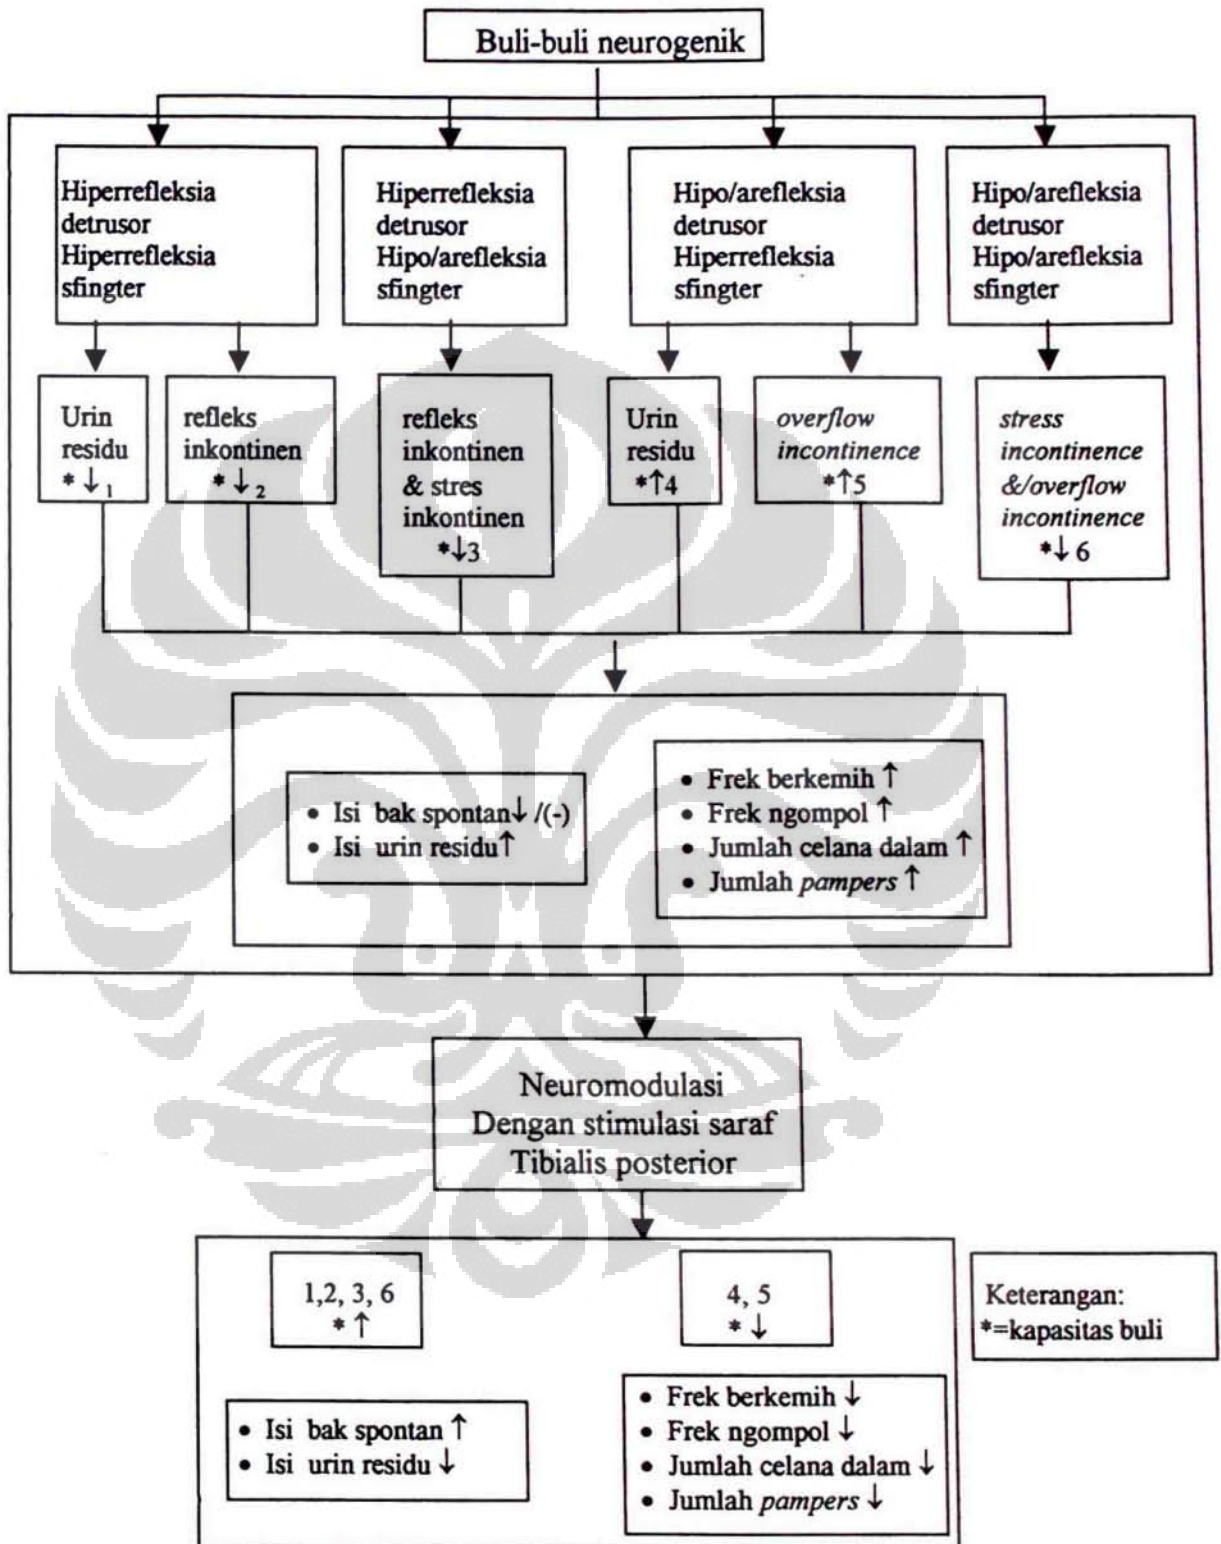 Buli-buli neurogenik
Hiperrefleksia
detrusor
Hiperrefleksia
sfingter
Hiperrefleksia
detrusor
Hipo/arefleksia
sfingter
Hipo/arefleksia
detrusor
Hiperrefleksia
sfingter
Hipo/arefleksia
detrusor
Hipo/arefleksia
sfingter
Urin
residu
* ↓ 1
refleks
inkontinen
* ↓ 2
refleks
inkontinen
& stres
inkontinen
*↓3
Urin
residu
*↑4
overflow
incontinence
*↑5
stress
incontinence
&/overflow
incontinence
*↓ 6
• Isi bak spontan↓ /(-)
• Isi urin residu↑
• Frek berkemih ↑
• Frek ngompol ↑
• Jumlah celana dalam ↑
• Jumlah pampers ↑
Neuromodulasi
Dengan stimulasi saraf
Tibialis posterior
1,2, 3, 6
* ↑
4, 5
* ↓
Keterangan:
*=kapasitas buli
• Isi bak spontan ↑
• Isi urin residu ↓
• Frek berkemih ↓
• Frek ngompol ↓
• Jumlah celana dalam ↓
• Jumlah pampers ↓